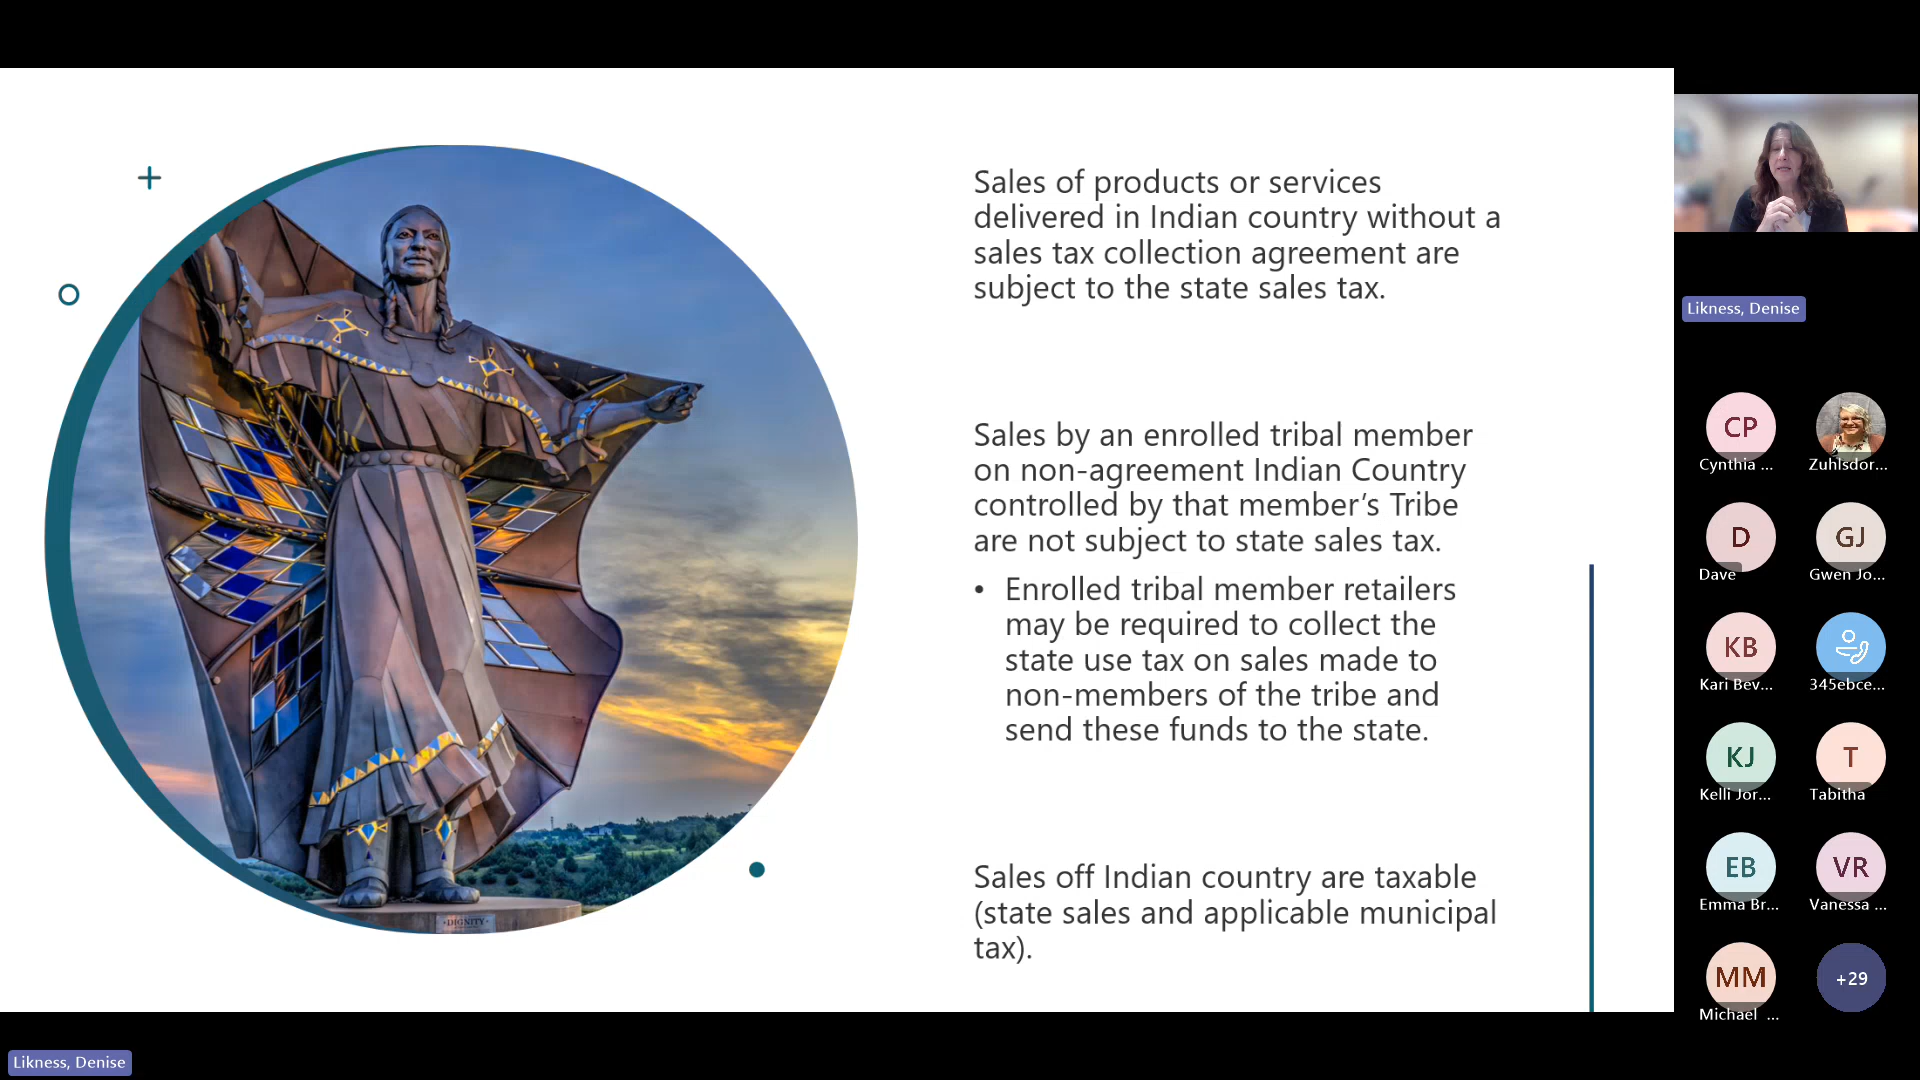 Sales of products or services
delivered in Indian country without a
sales tax collection agreement are
subject to the state sales tax.
Sales by an enrolled tribal member
on non-agreement Indian Country
controlled by that member’s Tribe
are not subject to state sales tax.
• Enrolled tribal member retailers
may be required to collect the
state use tax on sales made to
non-members of the tribe and
send these funds to the state.
Sales off Indian country are taxable
(state sales and applicable municipal
tax).
DIGNITY
Likness, Denise
CP
Cynthia ...
Zuhlsdor...
D
Dave
GJ
Gwen Jo...
KB
Kari Bev...
345ebce...
KJ
Kelli Jor...
T
Tabitha
EB
Emma Br...
VR
Vanessa ...
MM
Michael ...
+29
Likness, Denise